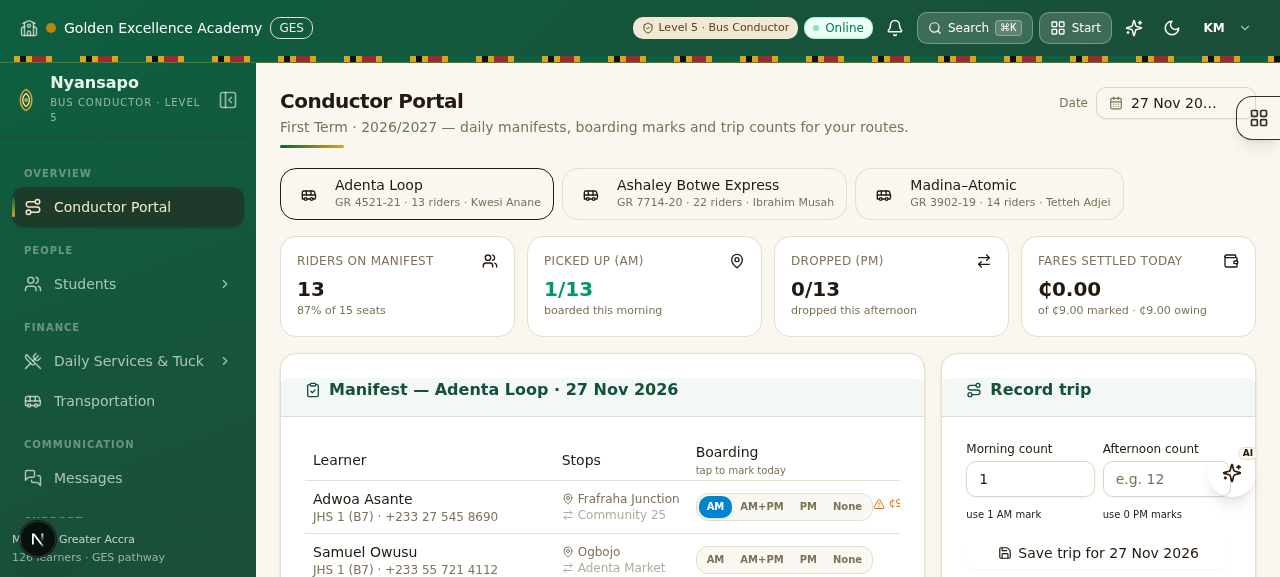 Golden Excellence Academy GES
Level 5 · Bus Conductor
Online
Search ⌘K
Start
KM
Nyansapo
BUS CONDUCTOR · LEVEL
5
OVERVIEW
Conductor Portal
PEOPLE
Students
FINANCE
Daily Services & Tuck
Transportation
COMMUNICATION
Messages
Greater Accra
learners · GES pathway
Conductor Portal
First Term · 2026/2027 — daily manifests, boarding marks and trip counts for your routes.
Date 27 Nov 20...
Adenta Loop
GR 4521-21 · 13 riders · Kwesi Anane
Ashaley Botwe Express
GR 7714-20 · 22 riders · Ibrahim Musah
Madina–Atomic
GR 3902-19 · 14 riders · Tetteh Adjei
RIDERS ON MANIFEST
13
87% of 15 seats
PICKED UP (AM)
1/13
boarded this morning
DROPPED (PM)
0/13
dropped this afternoon
FARES SETTLED TODAY
₵0.00
of ₵9.00 marked · ₵9.00 owing
Manifest — Adenta Loop · 27 Nov 2026
Learner Stops Boarding
tap to mark today
Adwoa Asante
JHS 1 (B7) · +233 27 545 8690
Frafraha Junction
Community 25
AM AM+PM PM None
₵9
Samuel Owusu
JHS 1 (B7) · +233 55 721 4112
Ogbojo
Adenta Market
AM AM+PM PM None
Record trip
Morning count
1
use 1 AM mark
Afternoon count
e.g. 12
use 0 PM marks
AI
Save trip for 27 Nov 2026
N